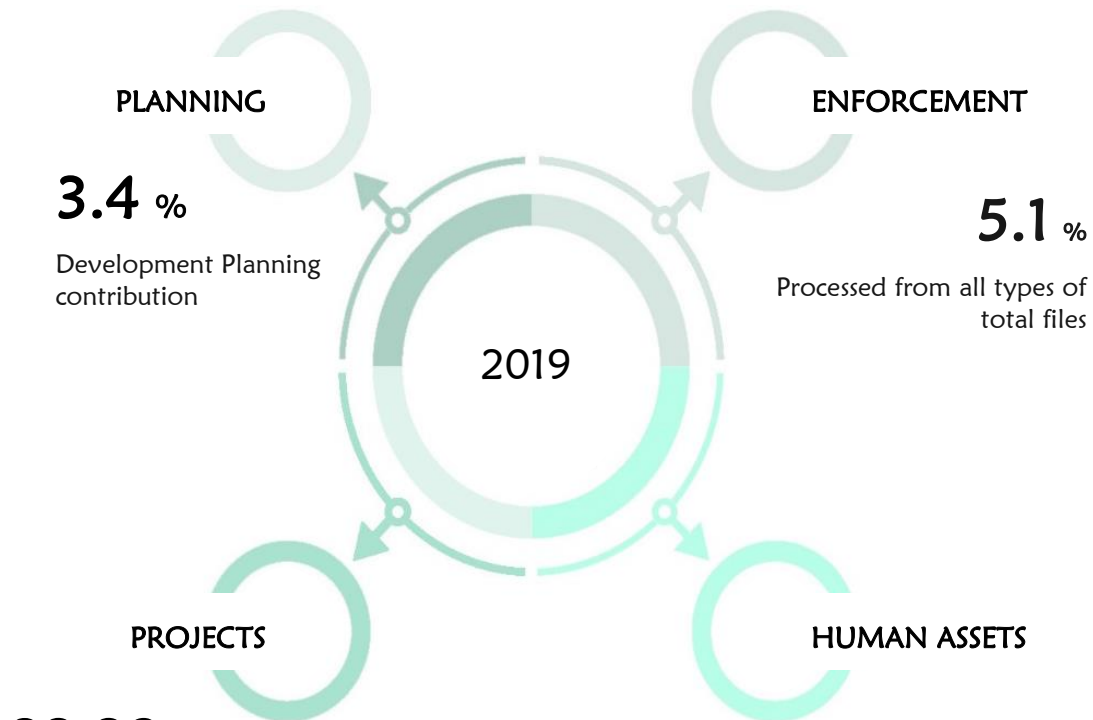 PLANNING
3.4 %
Development Planning
contribution
ENFORCEMENT
5.1 %
Processed from all types of
total files
2019
PROJECTS
HUMAN ASSETS